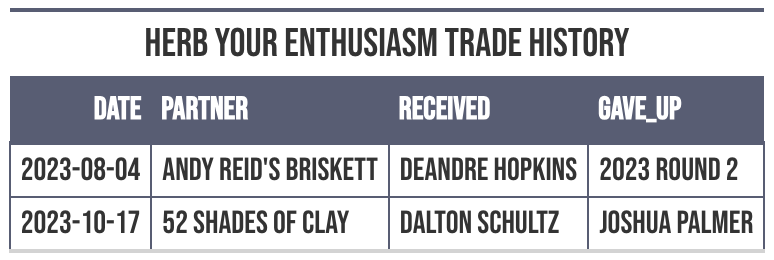 HERB YOUR ENTHUSIASM TRADE HISTORY
DATE PARTNER RECEIVED GAVE_UP
2023-08-04 ANDY REID'S BRISKETT DEANDRE HOPKINS 2023 ROUND 2
2023-10-17 52 SHADES OF CLAY DALTON SCHULTZ JOSHUA PALMER